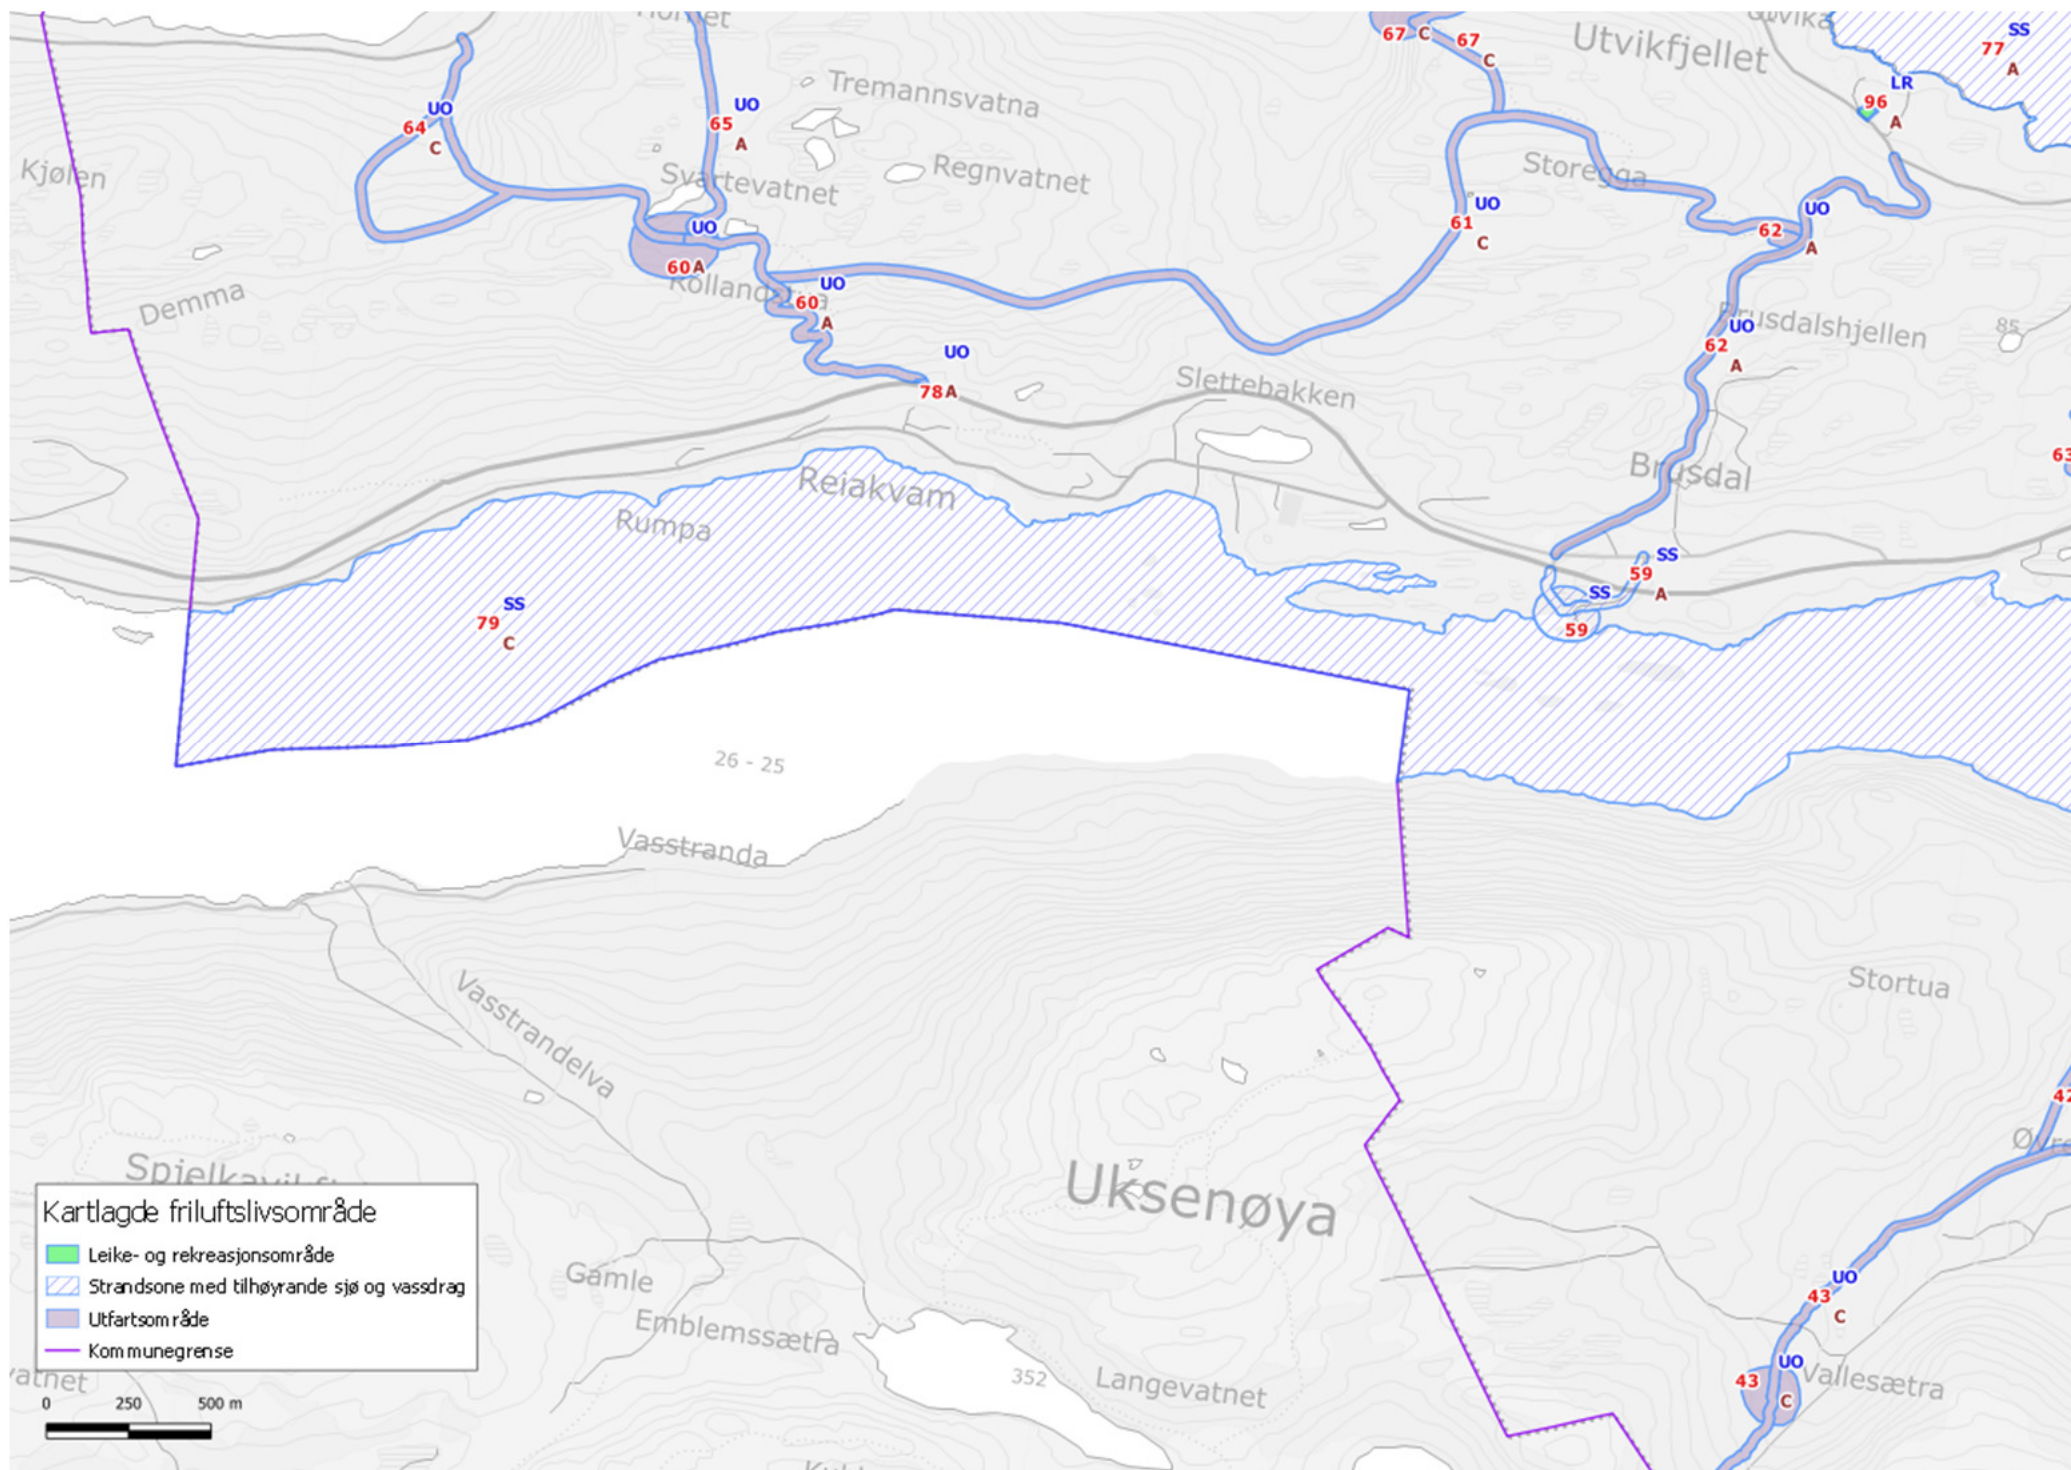 Utvikfjellet
67 C
67
C
SS
77
A
LR
96
A
Tremannsvatna
UO
65
A
UO
64
C
Kjølen
Svartevatnet
Regnvatnet
Storegga
UO
61
C
UO
62
A
UO
60 A
UO
60
A
Demma
Brusdalshjellen
UO
62
A
85
UO
78 A
Slettebakken
Brusdal
63
Reiakvam
Rumpa
SS
59
A
SS
59
SS
79
C
26 - 25
Vasstranda
Stortua
Vasstrandelva
42
Uksenøya
Kartlagde friluftslivsområde
Leike- og rekreasjonsområde
Strandsone med tilhøyrande sjø og vassdrag
Utfartsområde
Kommunegrense
0 250 500 m
Gamle
Emblemssætra
352
Langevatnet
UO
43
C
UO
43
C
Vallesætra